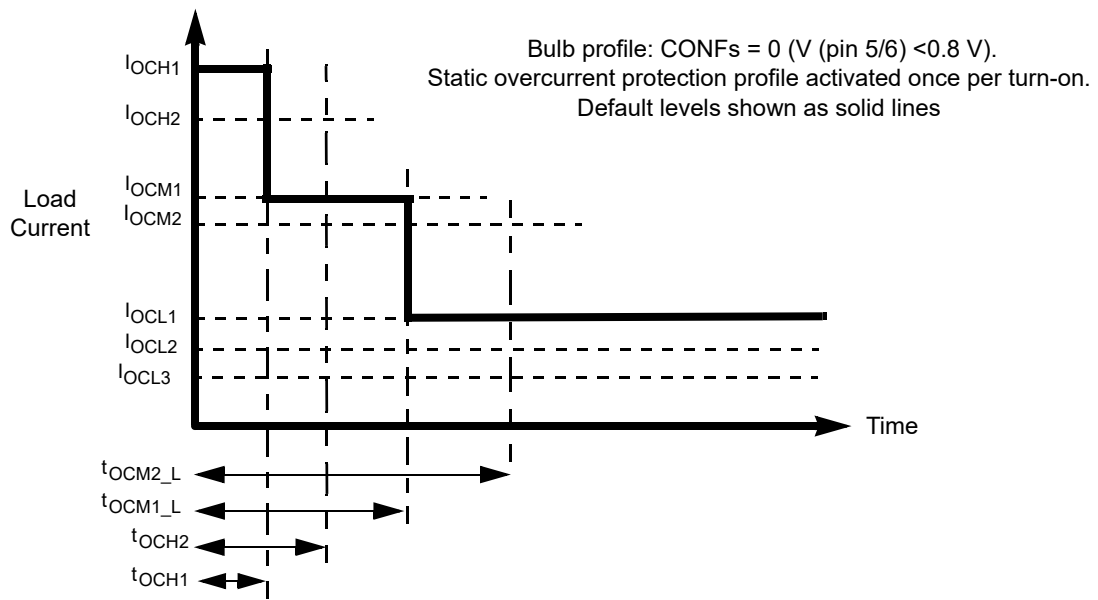 Bulb profile: CONFs = 0 (V (pin 5/6) <0.8 V).
Static overcurrent protection profile activated once per turn-on.
Default levels shown as solid lines
IOCH1
IOCH2
Load
Current
IOCM1
IOCM2
IOCL1
IOCL2
IOCL3
Time
tOCM2_L
tOCM1_L
tOCH2
tOCH1